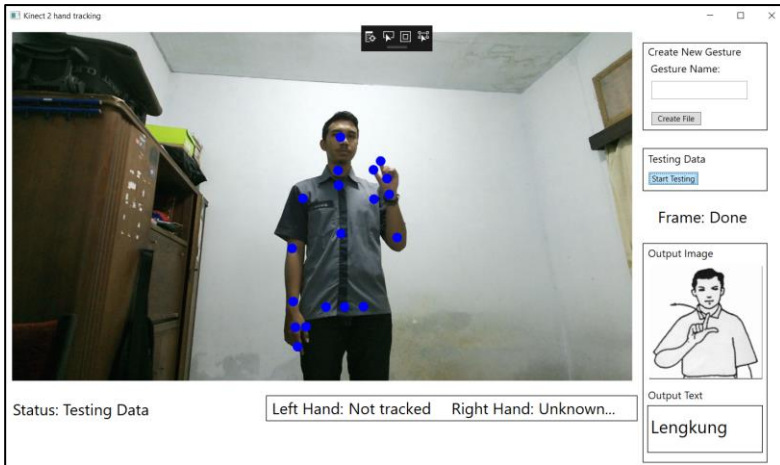 Kinect 2 hand tracking
Create New Gesture
Gesture Name:
Create File
Testing Data
Start Testing
Frame: Done
Output Image
Output Text
Lengkung
Status: Testing Data
Left Hand: Not tracked Right Hand: Unknown...